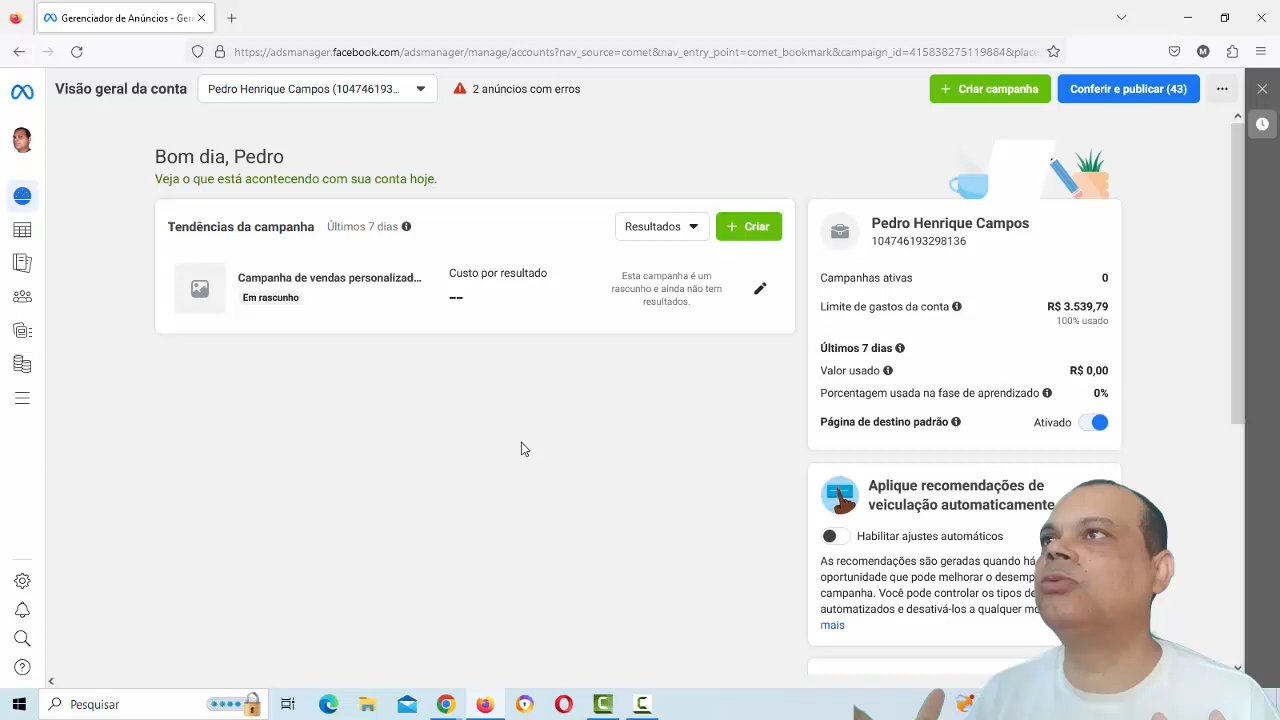 Gerenciador de Anúncios - Gere
https://adsmanager.facebook.com/adsmanager/manage/accounts?nav_source=comet&nav_entry_point=comet_bookmark&campaign_id=415838275119884&place
M
Visão geral da conta
Pedro Henrique Campos (104746193...
2 anúncios com erros
+ Criar campanha
Conferir e publicar (43)
Bom dia, Pedro
Veja o que está acontecendo com sua conta hoje.
Tendências da campanha
Últimos 7 dias
Resultados
+ Criar
Campanha de vendas personalizad...
Em rascunho
Custo por resultado
--
Esta campanha é um
rascunho e ainda não tem
resultados.
Pedro Henrique Campos
104746193298136
Campanhas ativas
0
Limite de gastos da conta
R$ 3.539,79
100% usado
Últimos 7 dias
Valor usado
R$ 0,00
Porcentagem usada na fase de aprendizado
0%
Página de destino padrão
Ativado
Aplique recomendações de
veiculação automaticamente
Habilitar ajustes automáticos
As recomendações são geradas quando há
oportunidade que pode melhorar o desemp
campanha. Você pode controlar os tipos de
automatizados e desativá-los a qualquer mo
mais
Pesquisar